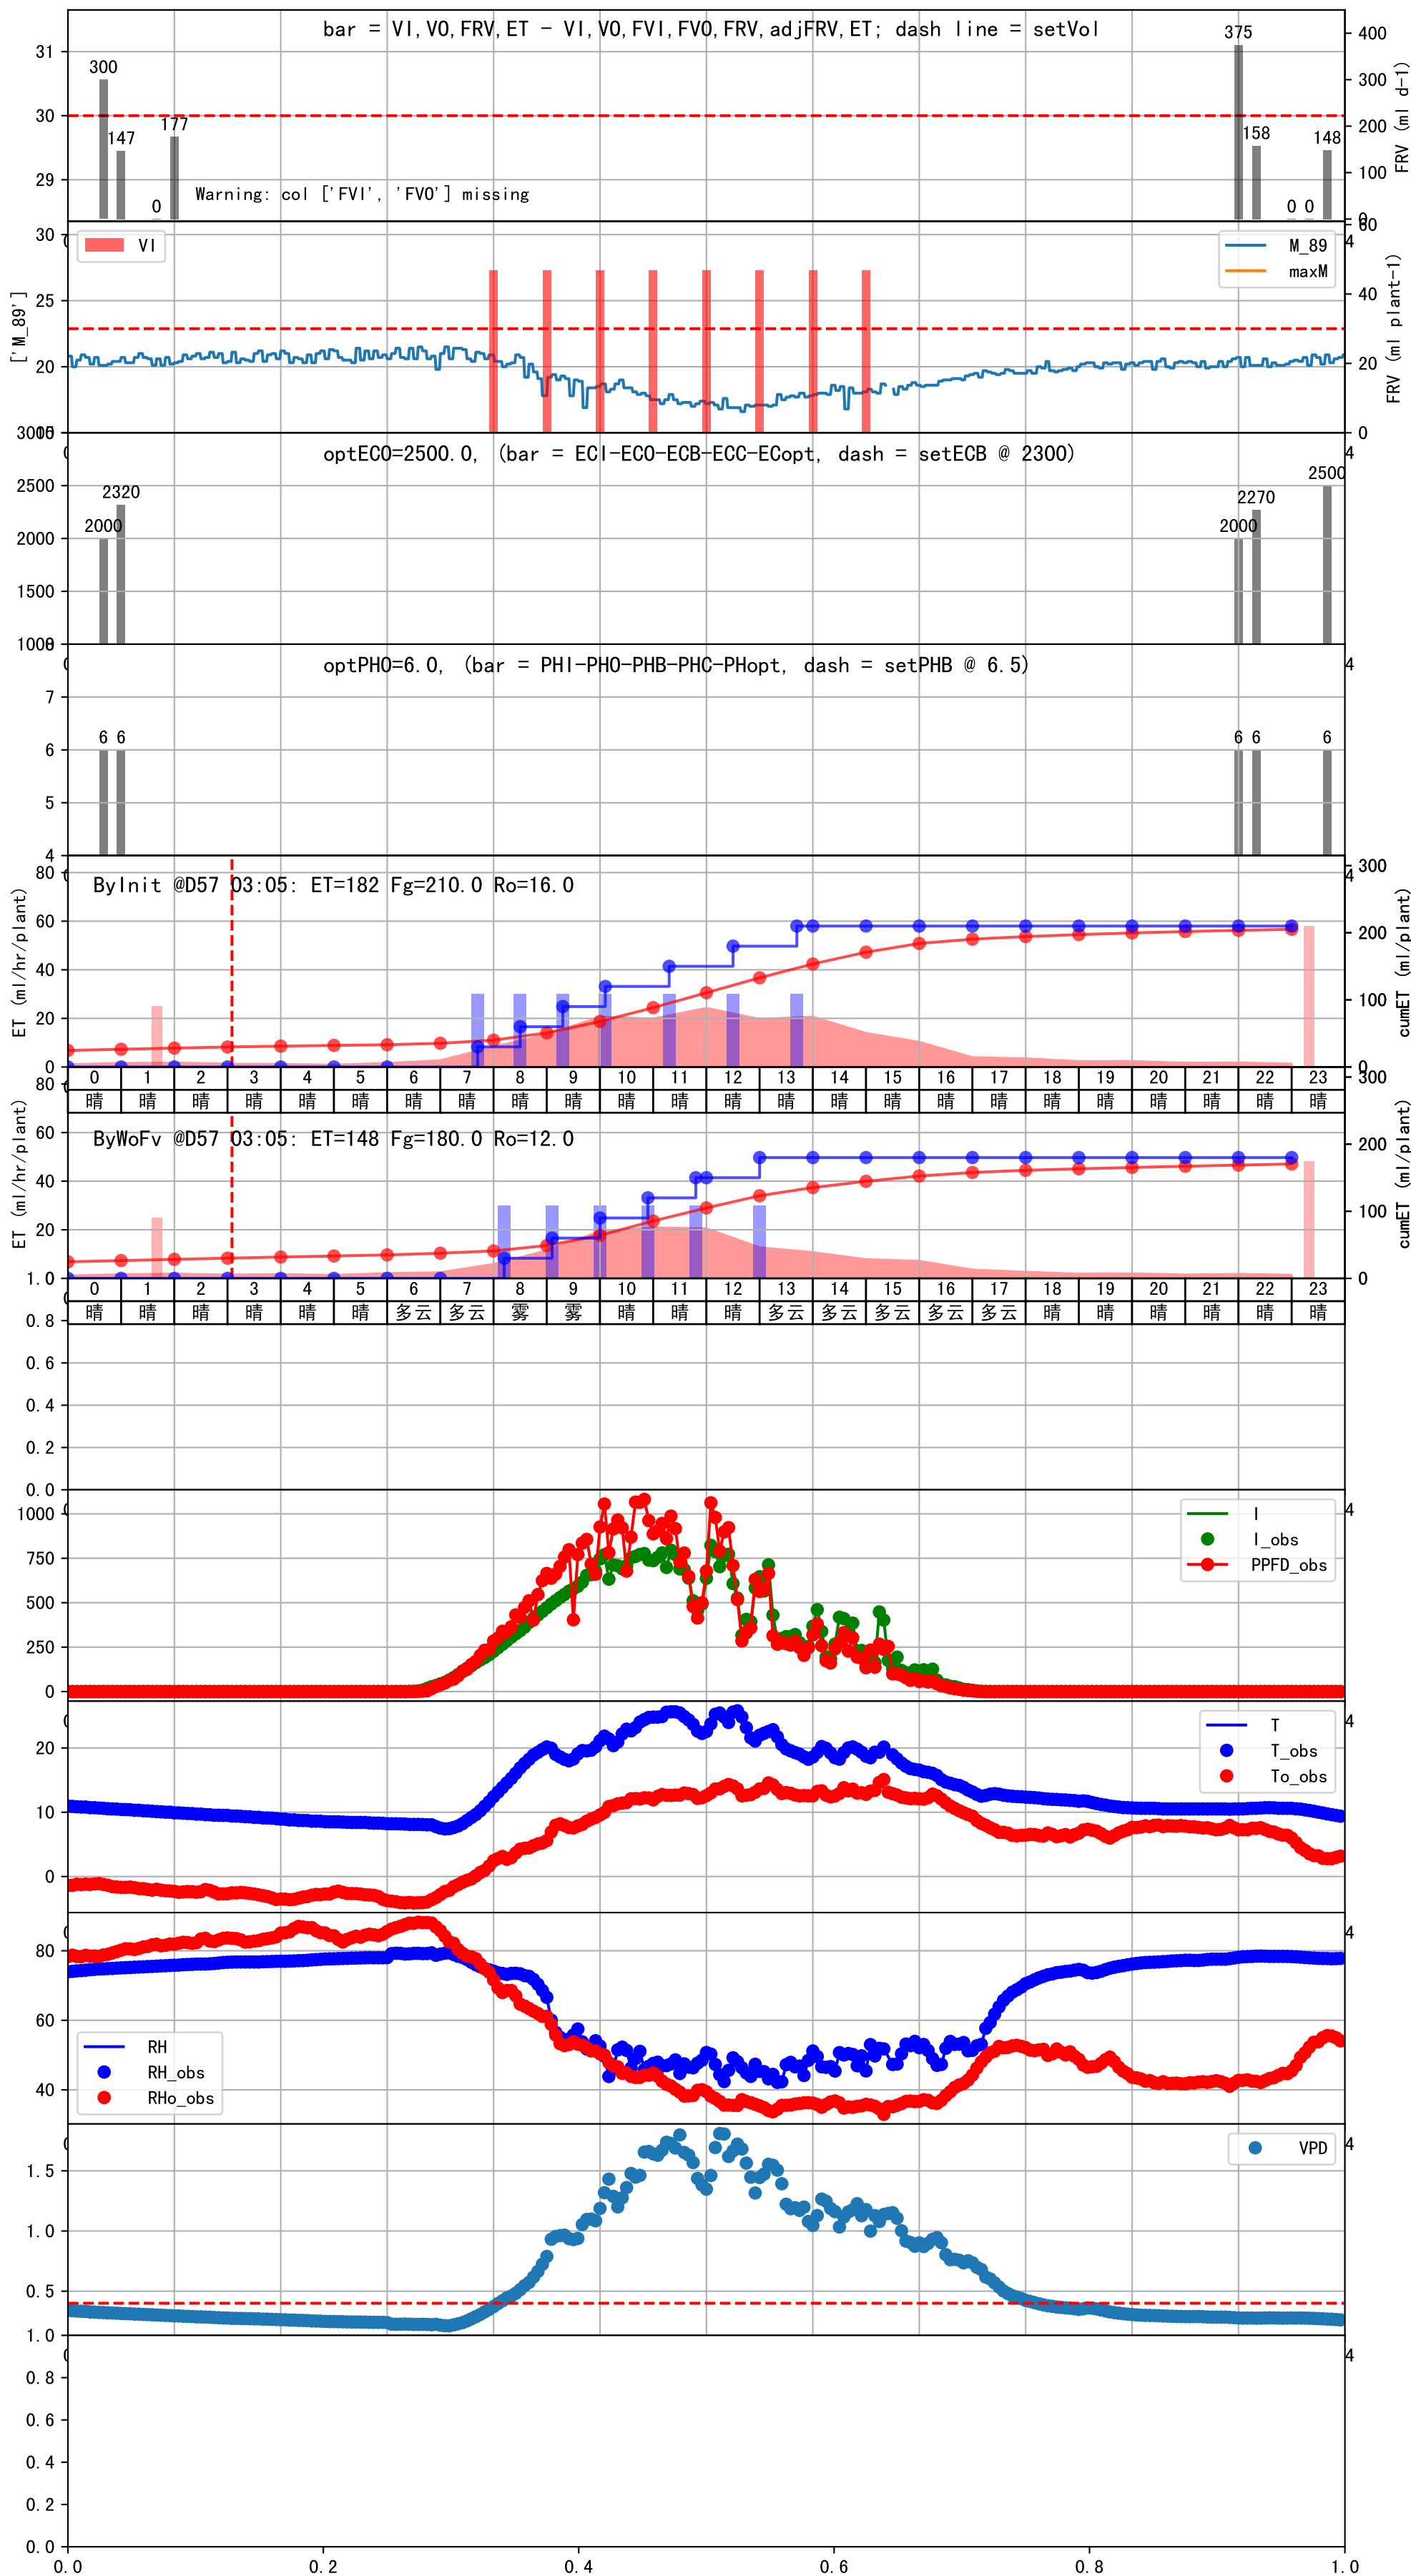 bar = VI,VO,FRV,ET - VI,VO,FVI,FVO,FRV,adjFRV,ET; dash line = setVol
31
30
29
300
147
0
177
Warning: col ['FVI', 'FVO'] missing
375
158
0
0
148
400
300
200
100
0
FRV (ml d-1)
['M_89']
30
25
20
15
VI
M_89
maxM
60
40
20
0
FRV (ml plant-1)
optECO=2500.0, (bar = ECI-ECO-ECB-ECC-ECopt, dash = setECB @ 2300)
3000
2500
2000
1500
1000
2000
2320
2000
2270
2500
optPHO=6.0, (bar = PHI-PHO-PHB-PHC-PHopt, dash = setPHB @ 6.5)
8
7
6
5
4
6
6
6
6
6
ByInit @D57 03:05: ET=182 Fg=210.0 Ro=16.0
ET (ml/hr/plant)
80
60
40
20
0
300
200
100
0
cumET (ml/plant)
0 1 2 3 4 5 6 7 8 9 10 11 12 13 14 15 16 17 18 19 20 21 22 23
晴 晴 晴 晴 晴 晴 晴 晴 晴 晴 晴 晴 晴 晴 晴 晴 晴 晴 晴 晴 晴 晴 晴 晴
ByWoFv @D57 03:05: ET=148 Fg=180.0 Ro=12.0
ET (ml/hr/plant)
80
60
40
20
300
200
100
0
cumET (ml/plant)
0 1 2 3 4 5 6 7 8 9 10 11 12 13 14 15 16 17 18 19 20 21 22 23
晴 晴 晴 晴 晴 晴 多云 多云 雾 雾 晴 晴 晴 多云 多云 多云 多云 多云 晴 晴 晴 晴 晴 晴
1.0
0.8
0.6
0.4
0.2
0.0
1000
750
500
250
0
I
I_obs
PPFD_obs
20
10
0
T
T_obs
To_obs
80
60
40
RH
RH_obs
RHo_obs
1.5
1.0
0.5
VPD
1.0
0.8
0.6
0.4
0.2
0.0
0.0 0.2 0.4 0.6 0.8 1.0